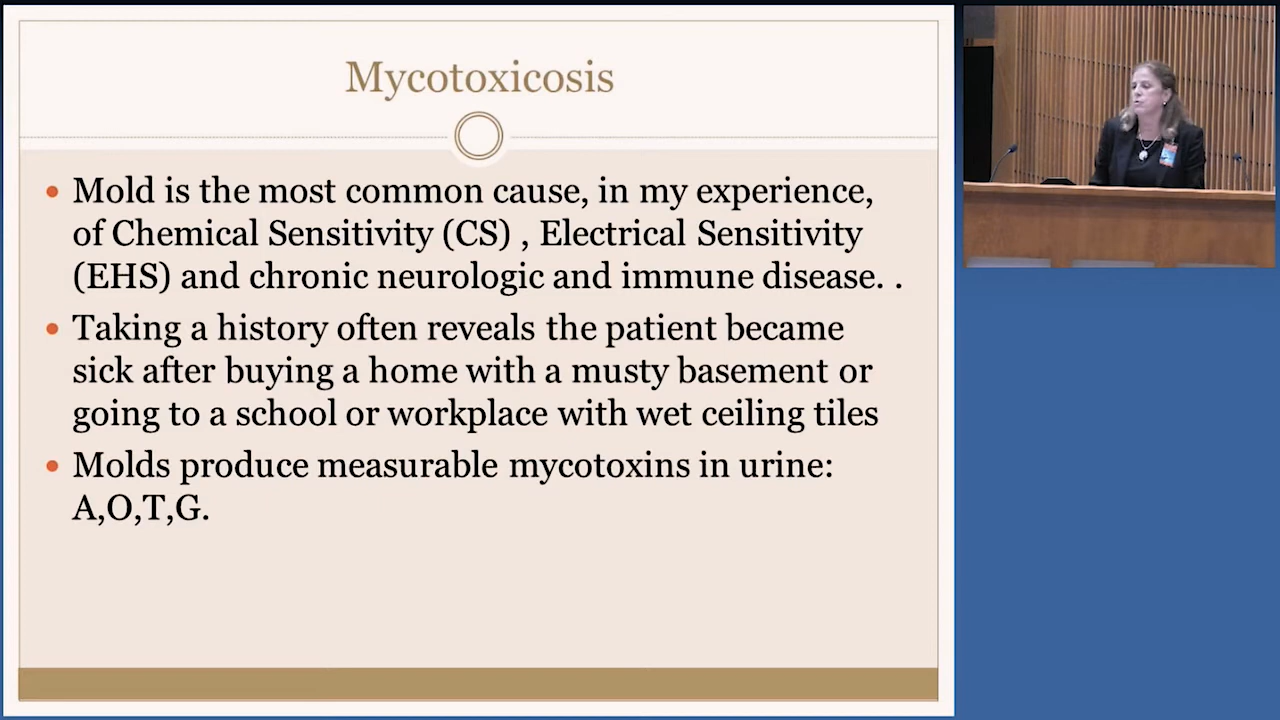 Mycotoxicosis
• Mold is the most common cause, in my experience,
of Chemical Sensitivity (CS) , Electrical Sensitivity
(EHS) and chronic neurologic and immune disease. .
• Taking a history often reveals the patient became
sick after buying a home with a musty basement or
going to a school or workplace with wet ceiling tiles
• Molds produce measurable mycotoxins in urine:
A,O,T,G.